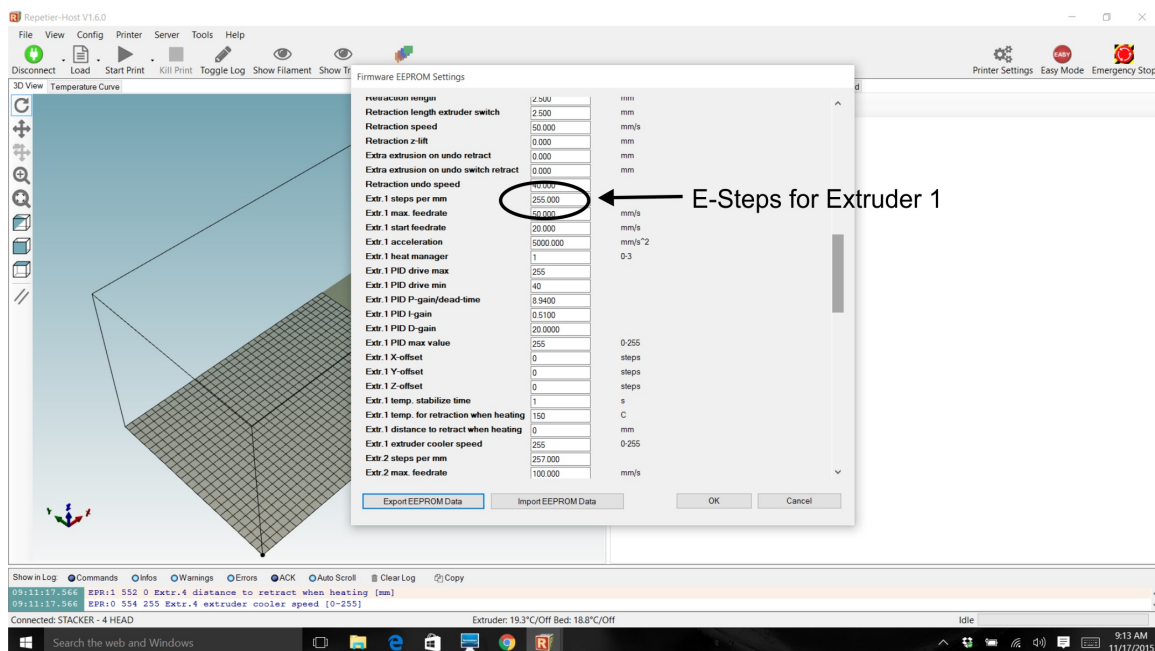 Repetier-Host V1.6.0
File View Config Printer Server Tools Help
Disconnect Load Start Print Kill Print Toggle Log Show Filament Show Tr
Printer Settings Easy Mode Emergency Stop
EASY
3D View Temperature Curve
Firmware EEPROM Settings
Retraction length 2.500 mm
Retraction length extruder switch 2.500 mm
Retraction speed 50.000 mm/s
Retraction z-lift 0.000 mm
Extra extrusion on undo retract 0.000 mm
Extra extrusion on undo switch retract 0.000 mm
Retraction undo speed 40.000
Extr.1 steps per mm 255.000
E-Steps for Extruder 1
Extr.1 max. feedrate 50.000 mm/s
Extr.1 start feedrate 20.000 mm/s
Extr.1 acceleration 5000.000 mm/s^2
Extr.1 heat manager 1 0-3
Extr.1 PID drive max 255
Extr.1 PID drive min 40
Extr.1 PID P-gain/dead-time 8.9400
Extr.1 PID I-gain 0.5100
Extr.1 PID D-gain 20.0000
Extr.1 PID max value 255 0-255
Extr.1 X-offset 0 steps
Extr.1 Y-offset 0 steps
Extr.1 Z-offset 0 steps
Extr.1 temp. stabilize time 1 s
Extr.1 temp. for retraction when heating 150 C
Extr.1 distance to retract when heating 0 mm
Extr.1 extruder cooler speed 255 0-255
Extr.2 steps per mm 257.000
Extr.2 max. feedrate 100.000 mm/s
Export EEPROM Data Import EEPROM Data OK Cancel
Show in Log: Commands Infos Warnings Errors ACK Auto Scroll Clear Log Copy
09:11:17.566 EPR:1 552 0 Extr.4 distance to retract when heating [mm]
09:11:17.566 EPR:0 554 255 Extr.4 extruder cooler speed [0-255]
Connected: STACKER - 4 HEAD Extruder: 19.3°C/Off Bed: 18.8°C/Off Idle
Search the web and Windows
9:13 AM
11/17/2015